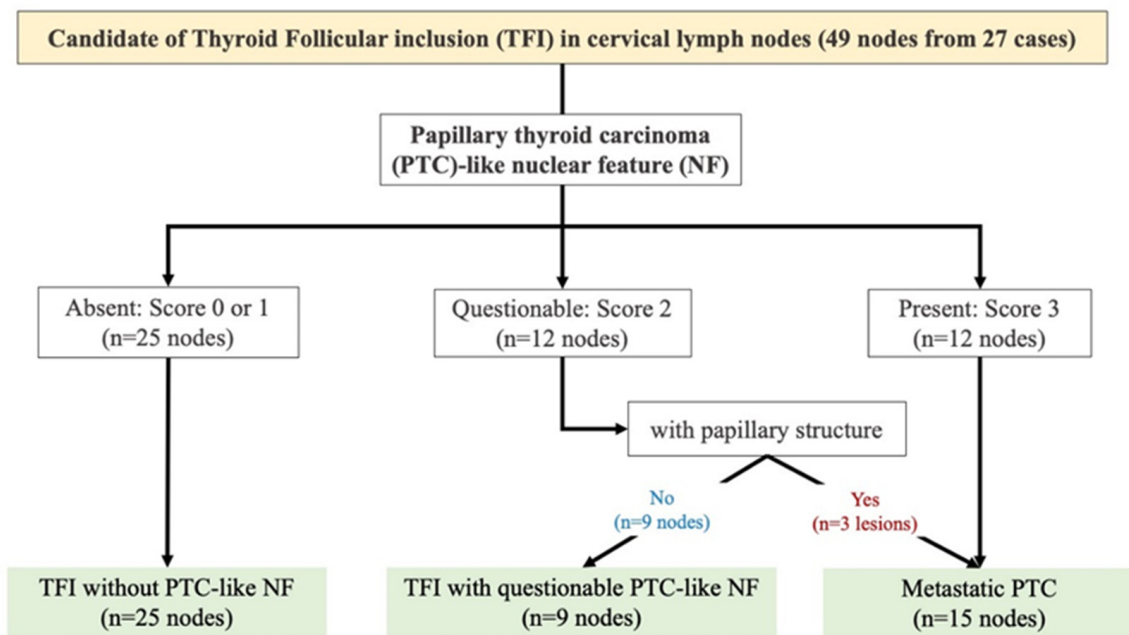 Candidate of Thyroid Follicular inclusion (TFI) in cervical lymph nodes (49 nodes from 27 cases)
Papillary thyroid carcinoma
(PTC)-like nuclear feature (NF)
Absent: Score 0 or 1
(n=25 nodes)
Questionable: Score 2
(n=12 nodes)
Present: Score 3
(n=12 nodes)
with papillary structure
No
(n=9 nodes)
Yes
(n=3 lesions)
TFI without PTC-like NF
(n=25 nodes)
TFI with questionable PTC-like NF
(n=9 nodes)
Metastatic PTC
(n=15 nodes)